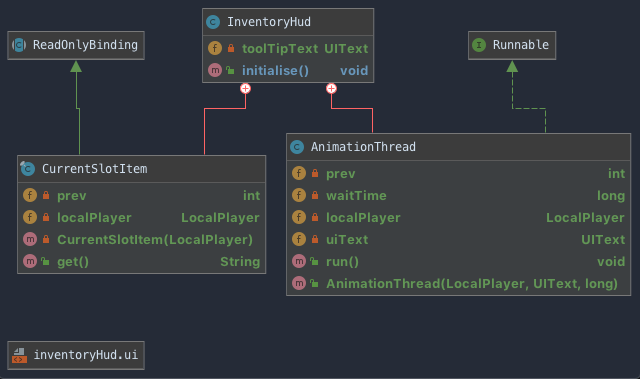 InventoryHud
toolTipText UIText
initialise() void
ReadOnlyBinding
Runnable
CurrentSlotItem
prev int
localPlayer LocalPlayer
CurrentSlotItem(LocalPlayer)
get() String
AnimationThread
prev int
waitTime long
localPlayer LocalPlayer
uiText UIText
run() void
AnimationThread(LocalPlayer, UIText, long)
inventoryHud.ui